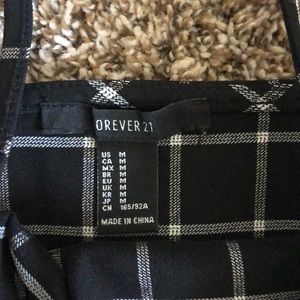 OREVER 21
US M
CA M
MX M
BR M
EU M
UK M
KR M
JP M
CN 165/92A
MADE IN CHINA